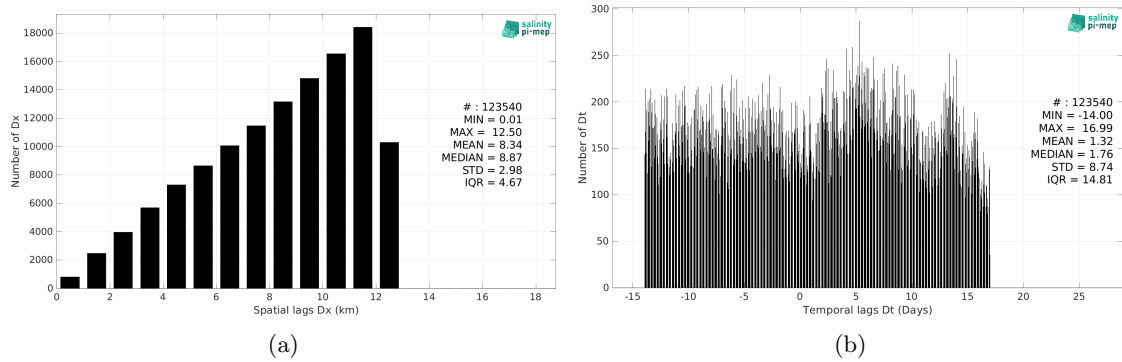 18000
16000
14000
12000
10000
8000
6000
4000
2000
0
Number of Dx
0 2 4 6 8 10 12 14 16 18
Spatial lags Dx (km)
salinity
pi-mep
# : 123540
MIN = 0.01
MAX = 12.50
MEAN = 8.34
MEDIAN = 8.87
STD = 2.98
IQR = 4.67
(a)
300
250
200
150
100
50
0
Number of Dt
-15 -10 -5 0 5 10 15 20 25
Temporal lags Dt (Days)
salinity
pi-mep
# : 123540
MIN = -14.00
MAX = 16.99
MEAN = 1.32
MEDIAN = 1.76
STD = 8.74
IQR = 14.81
(b)